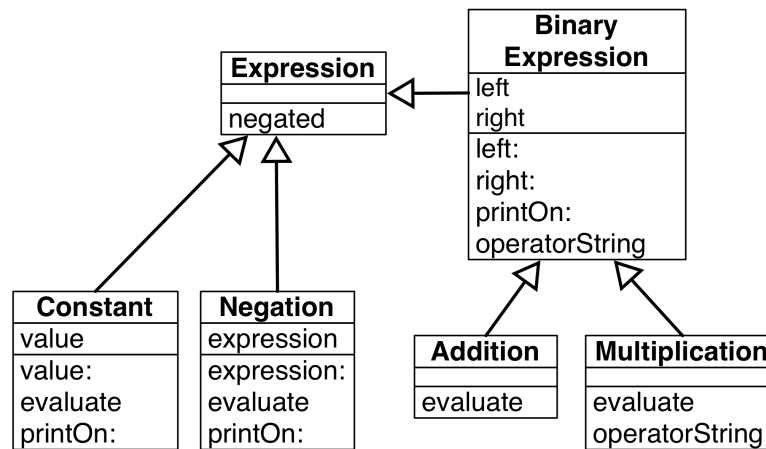 Expression
negated
Binary
Expression
left
right
left:
right:
printOn:
operatorString
Constant
value
value:
evaluate
printOn:
Negation
expression
expression:
evaluate
printOn:
Addition
evaluate
Multiplication
evaluate
operatorString